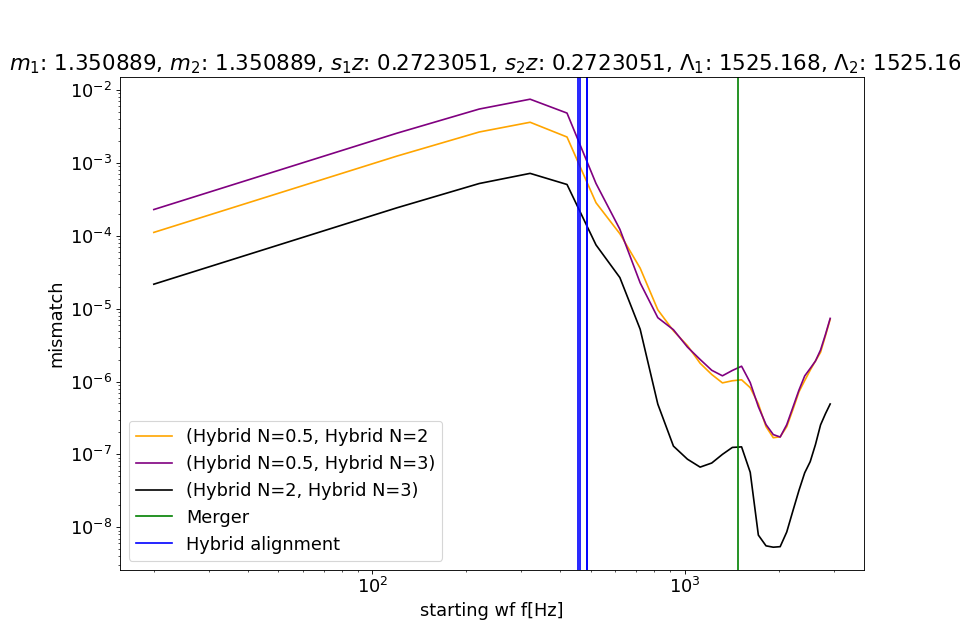 m₁: 1.350889, m₂: 1.350889, s₁z: 0.2723051, s₂z: 0.2723051, Λ₁: 1525.168, Λ₂: 1525.16
10⁻²
10⁻³
10⁻⁴
10⁻⁵
10⁻⁶
10⁻⁷
10⁻⁸
mismatch
(Hybrid N=0.5, Hybrid N=2
(Hybrid N=0.5, Hybrid N=3)
(Hybrid N=2, Hybrid N=3)
Merger
Hybrid alignment
10² 10³
starting wf f[Hz]